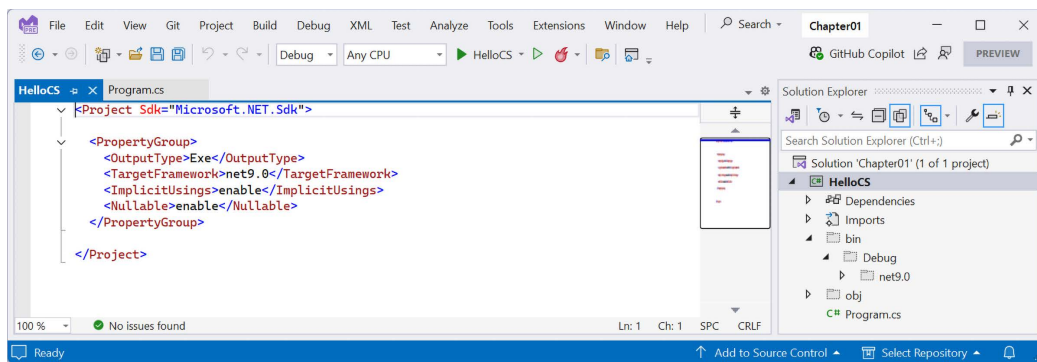 File Edit View Git Project Build Debug XML Test Analyze Tools Extensions Window Help Search Chapter01
Debug Any CPU HelloCS GitHub Copilot PREVIEW
HelloCS Program.cs
<Project Sdk="Microsoft.NET.Sdk">
<PropertyGroup>
<OutputType>Exe</OutputType>
<TargetFramework>net9.0</TargetFramework>
<ImplicitUsings>enable</ImplicitUsings>
<Nullable>enable</Nullable>
</PropertyGroup>
</Project>
100 % No issues found Ln: 1 Ch: 1 SPC CRLF
Solution Explorer
Search Solution Explorer (Ctrl+;)
Solution 'Chapter01' (1 of 1 project)
C# HelloCS
Dependencies
Imports
bin
Debug
net9.0
obj
C# Program.cs
Ready Add to Source Control Select Repository